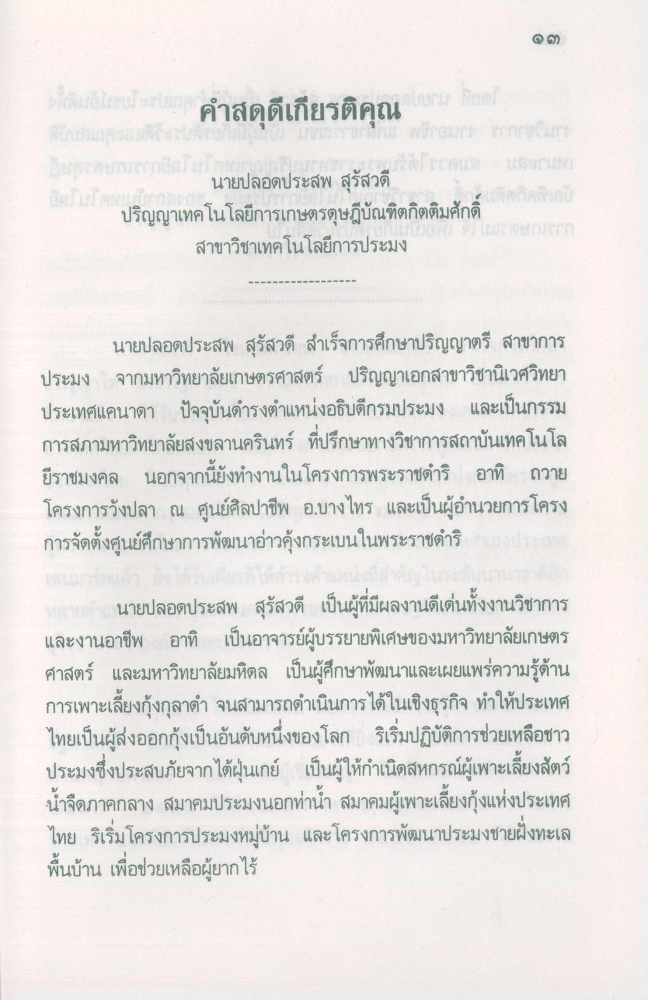 ๑๓
คำสดุดีเกียรติคุณ
นายปลอดประสพ สุรัสวดี
ปริญญาเทคโนโลยีการเกษตรดุษฎีบัณฑิตกิตติมศักดิ์
สาขาวิชาเทคโนโลยีการประมง
------------------
นายปลอดประสพ สุรัสวดี สำเร็จการศึกษาปริญญาตรี สาขาการ
ประมง จากมหาวิทยาลัยเกษตรศาสตร์ ปริญญาเอกสาขาวิชานิเวศวิทยา
ประเทศแคนาดา ปัจจุบันดำรงตำแหน่งอธิบดีกรมประมง และเป็นกรรม
การสภามหาวิทยาลัยสงขลานครินทร์ ที่ปรึกษาทางวิชาการสถาบันเทคโนโล
ยีราชมงคล นอกจากนี้ยังทำงานในโครงการพระราชดำริ อาทิ ถวาย
โครงการวังปลา ณ ศูนย์ศิลปาชีพ อ.บางไทร และเป็นผู้อำนวยการโครง
การจัดตั้งศูนย์ศึกษาการพัฒนาอ่าวคุ้งกระเบนในพระราชดำริ
นายปลอดประสพ สุรัสวดี เป็นผู้ที่มีผลงานดีเด่นทั้งงานวิชาการ
และงานอาชีพ อาทิ เป็นอาจารย์ผู้บรรยายพิเศษของมหาวิทยาลัยเกษตร
ศาสตร์ และมหาวิทยาลัยมหิดล เป็นผู้ศึกษาพัฒนาและเผยแพร่ความรู้ด้าน
การเพาะเลี้ยงกุ้งกุลาดำ จนสามารถดำเนินการได้ในเชิงธุรกิจ ทำให้ประเทศ
ไทยเป็นผู้ส่งออกกุ้งเป็นอันดับหนึ่งของโลก ริเริ่มปฏิบัติการช่วยเหลือชาว
ประมงซึ่งประสบภัยจากไต้ฝุ่นเกย์ เป็นผู้ให้กำเนิดสหกรณ์ผู้เพาะเลี้ยงสัตว์
น้ำจืดภาคกลาง สมาคมประมงนอกท่าน้ำ สมาคมผู้เพาะเลี้ยงกุ้งแห่งประเทศ
ไทย ริเริ่มโครงการประมงหมู่บ้าน และโครงการพัฒนาประมงชายฝั่งทะเล
พื้นบ้าน เพื่อช่วยเหลือผู้ยากไร้